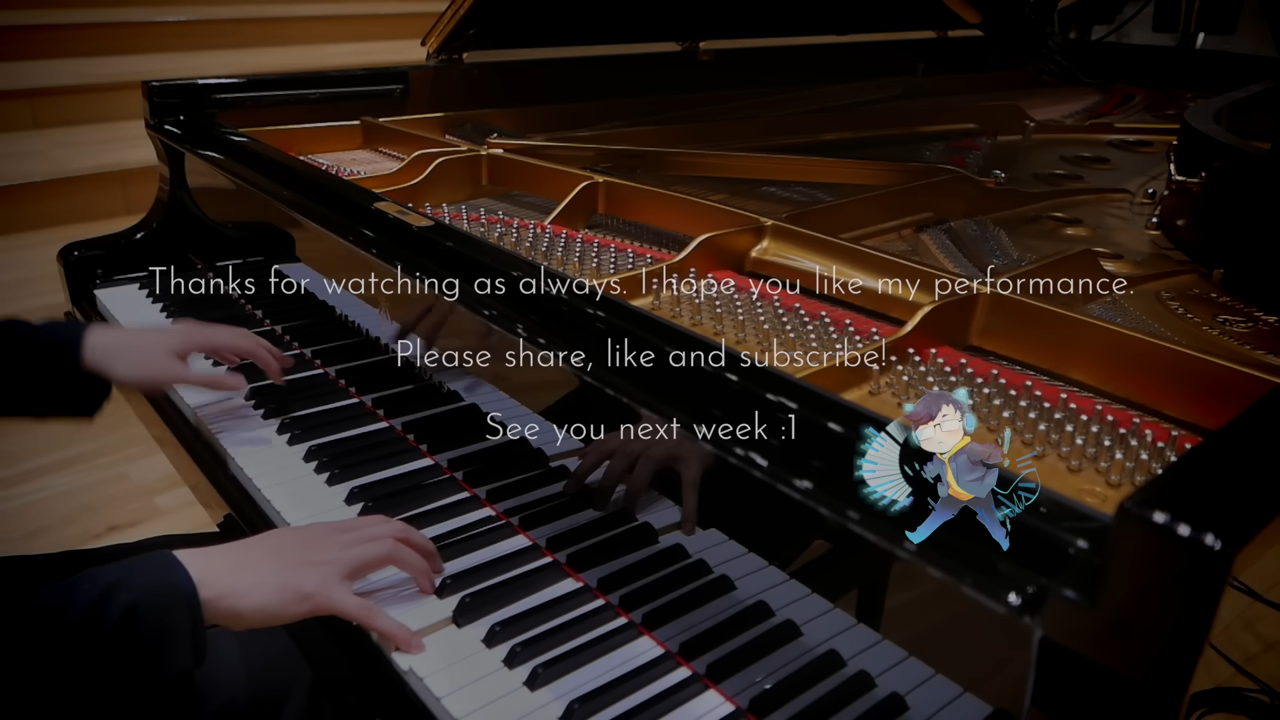 Thanks for watching as always. I hope you like my performance.
Please share, like and subscribe!
See you next week :1